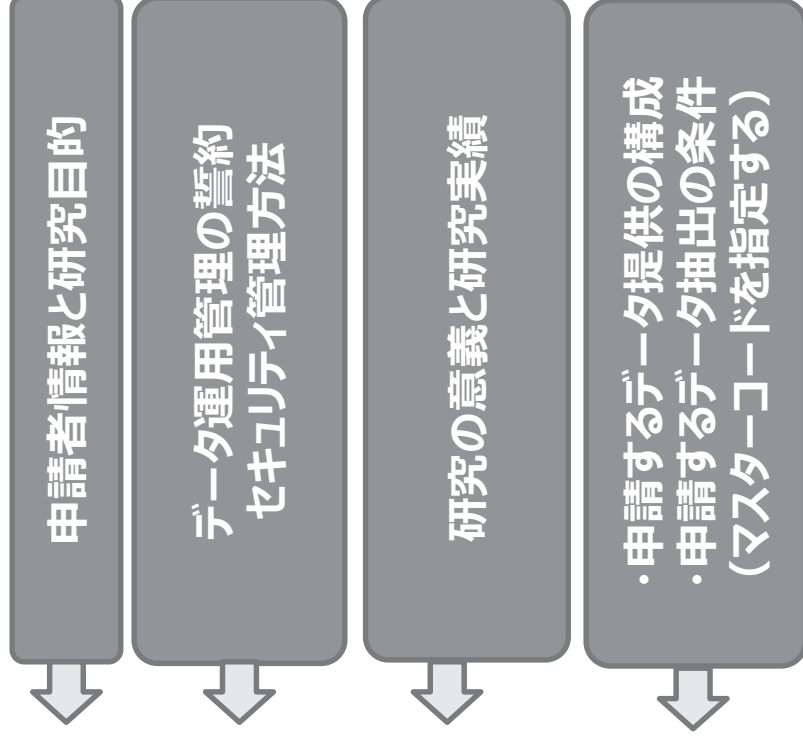 申請者情報と研究目的
データ運用管理の誓約
セキュリティ管理方法
研究の意義と研究実績
・申請するデータ提供の構成
・申請するデータ抽出の条件
(マスターコードを指定する)